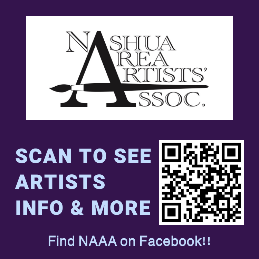 NASHUA
AREA
ARTISTS'
ASSOC.
SCAN TO SEE
ARTISTS
INFO & MORE
Find NAAA on Facebook!!